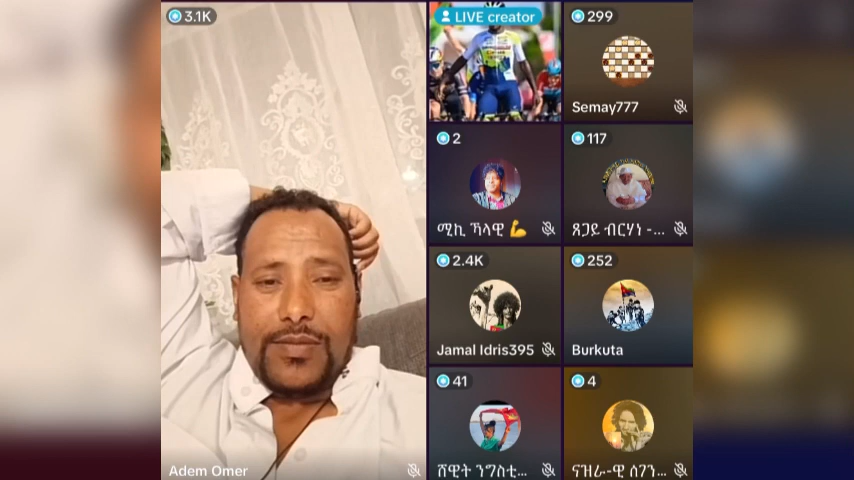 3.1K
LIVE creator
299
Semay777
2
ሚኪ ኻላዊ
117
ጸጋይ ብርሃነ -...
2.4K
Jamal Idris395
252
Burkuta
41
ሸዊት ንግስቲ...
4
ናዝራ-ዊ ሰገን...
Adem Omer